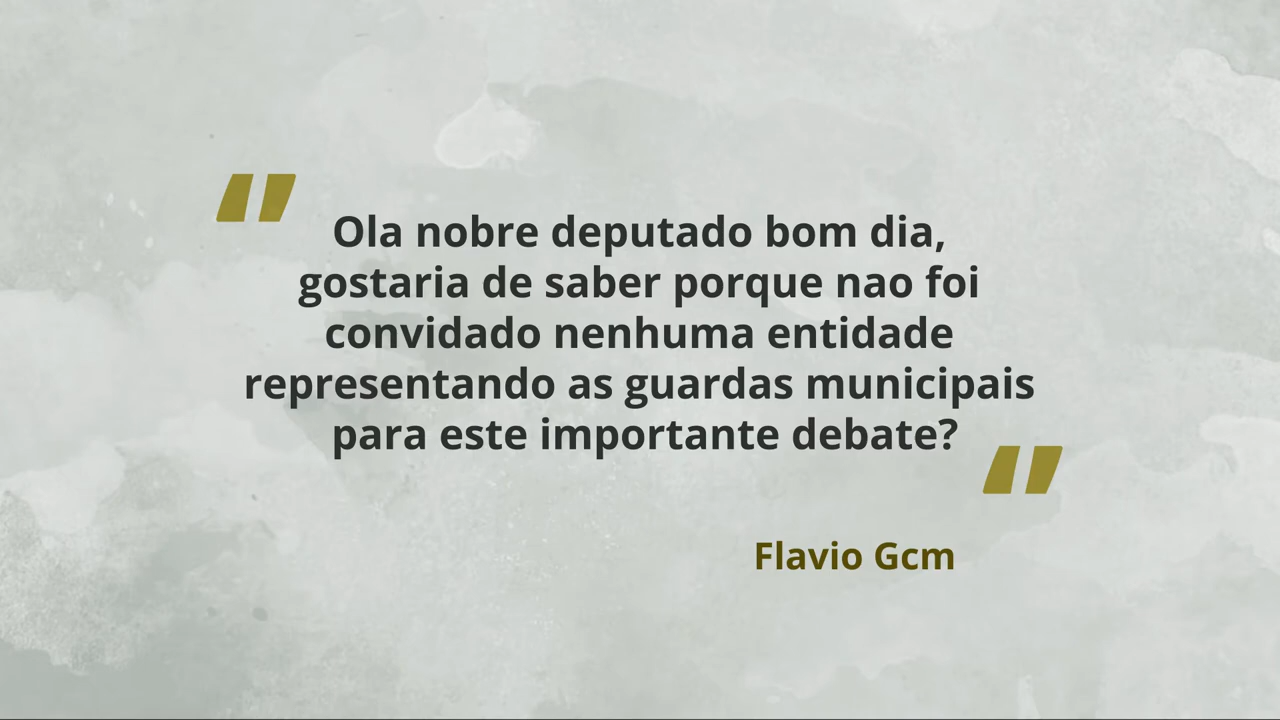 "Ola nobre deputado bom dia,
gostaria de saber porque nao foi
convidado nenhuma entidade
representando as guardas municipais
para este importante debate?"
Flavio Gcm